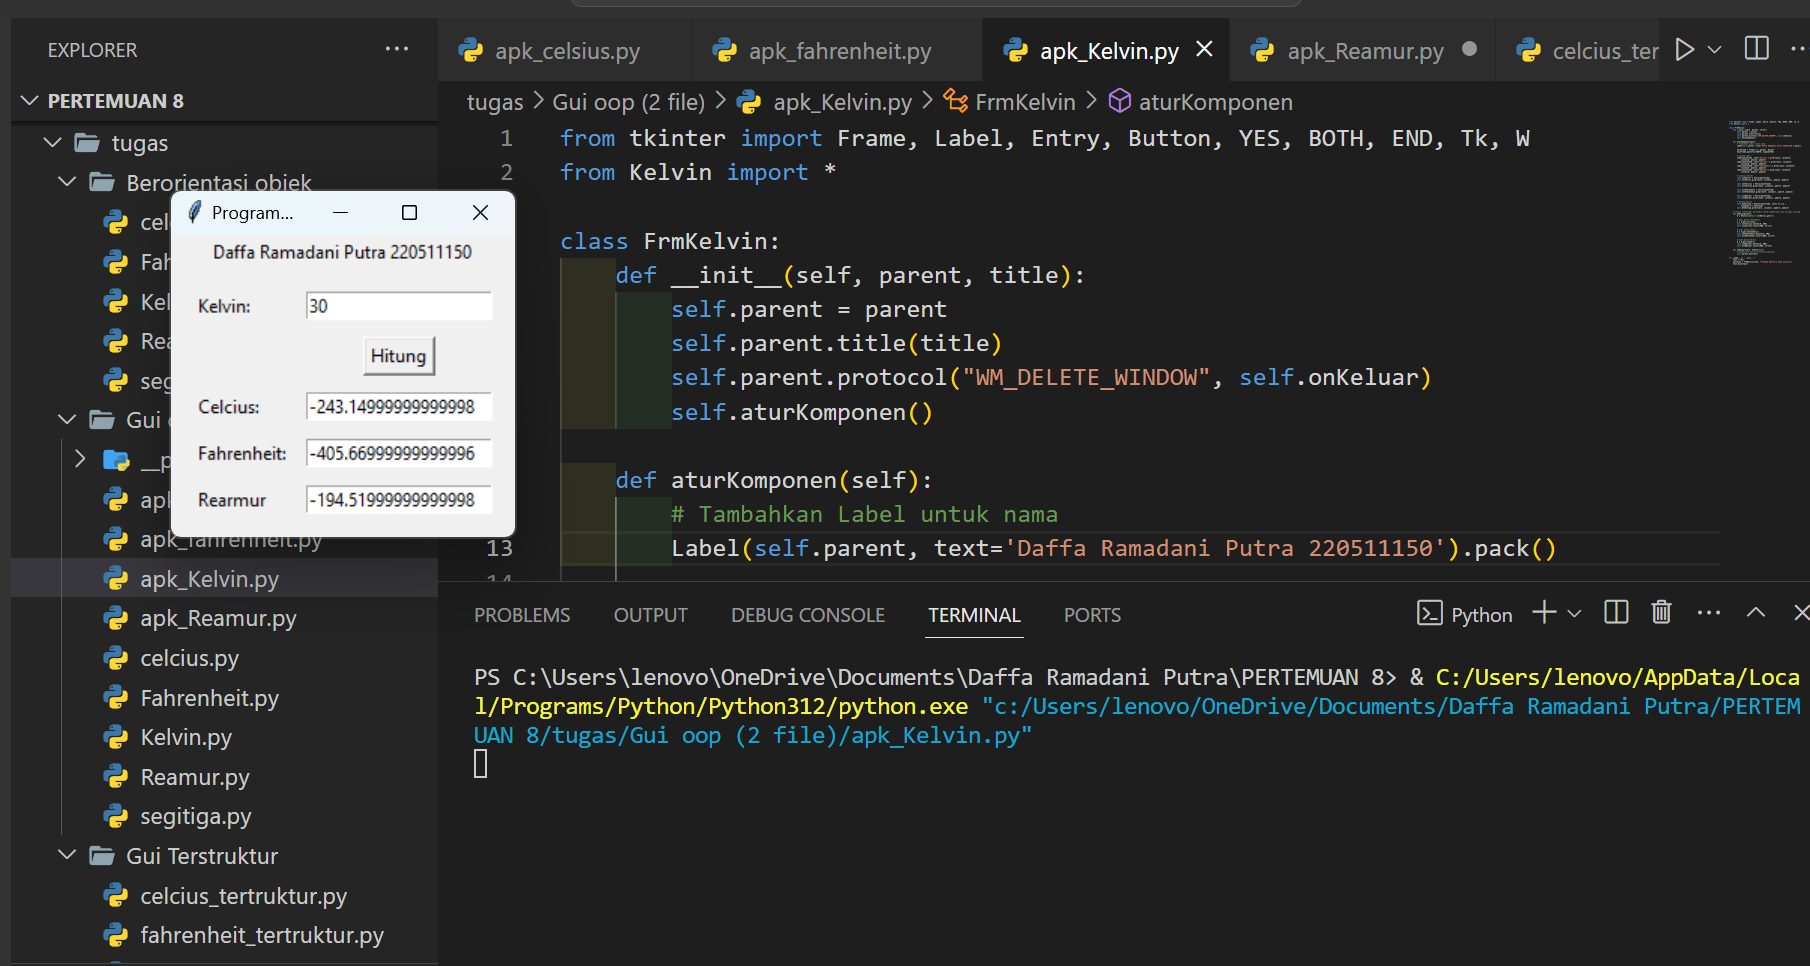 EXPLORER
PERTEMUAN 8
tugas
Berorientasi objek
cel
Fah
Kel
Rea
seg
Gui
apk_fahrenheit.py
apk_Kelvin.py
apk_Reamur.py
celcius.py
Fahrenheit.py
Kelvin.py
Reamur.py
segitiga.py
Gui Terstruktur
celcius_tertruktur.py
fahrenheit_tertruktur.py
Program...
Daffa Ramadani Putra 220511150
Kelvin: 30
Hitung
Celcius: -243.14999999999998
Fahrenheit: -405.66999999999996
Rearmur -194.51999999999998
apk_celsius.py apk_fahrenheit.py apk_Kelvin.py apk_Reamur.py celcius_ter
tugas > Gui oop (2 file) > apk_Kelvin.py > FrmKelvin > aturKomponen
1 from tkinter import Frame, Label, Entry, Button, YES, BOTH, END, Tk, W
2 from Kelvin import *
class FrmKelvin:
def __init__(self, parent, title):
self.parent = parent
self.parent.title(title)
self.parent.protocol("WM_DELETE_WINDOW", self.onKeluar)
self.aturKomponen()
def aturKomponen(self):
# Tambahkan Label untuk nama
13 Label(self.parent, text='Daffa Ramadani Putra 220511150').pack()
14
PROBLEMS OUTPUT DEBUG CONSOLE TERMINAL PORTS Python
PS C:\Users\lenovo\OneDrive\Documents\Daffa Ramadani Putra\PERTEMUAN 8> & C:/Users/lenovo/AppData/Loca
l/Programs/Python/Python312/python.exe "c:/Users/lenovo/OneDrive/Documents/Daffa Ramadani Putra/PERTEM
UAN 8/tugas/Gui oop (2 file)/apk_Kelvin.py"